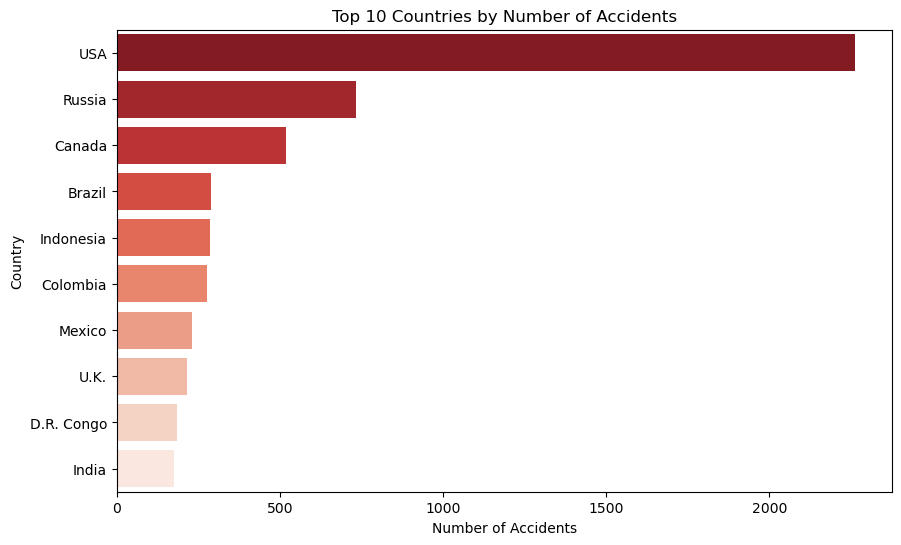 Top 10 Countries by Number of Accidents
Country
USA
Russia
Canada
Brazil
Indonesia
Colombia
Mexico
U.K.
D.R. Congo
India
0 500 1000 1500 2000
Number of Accidents